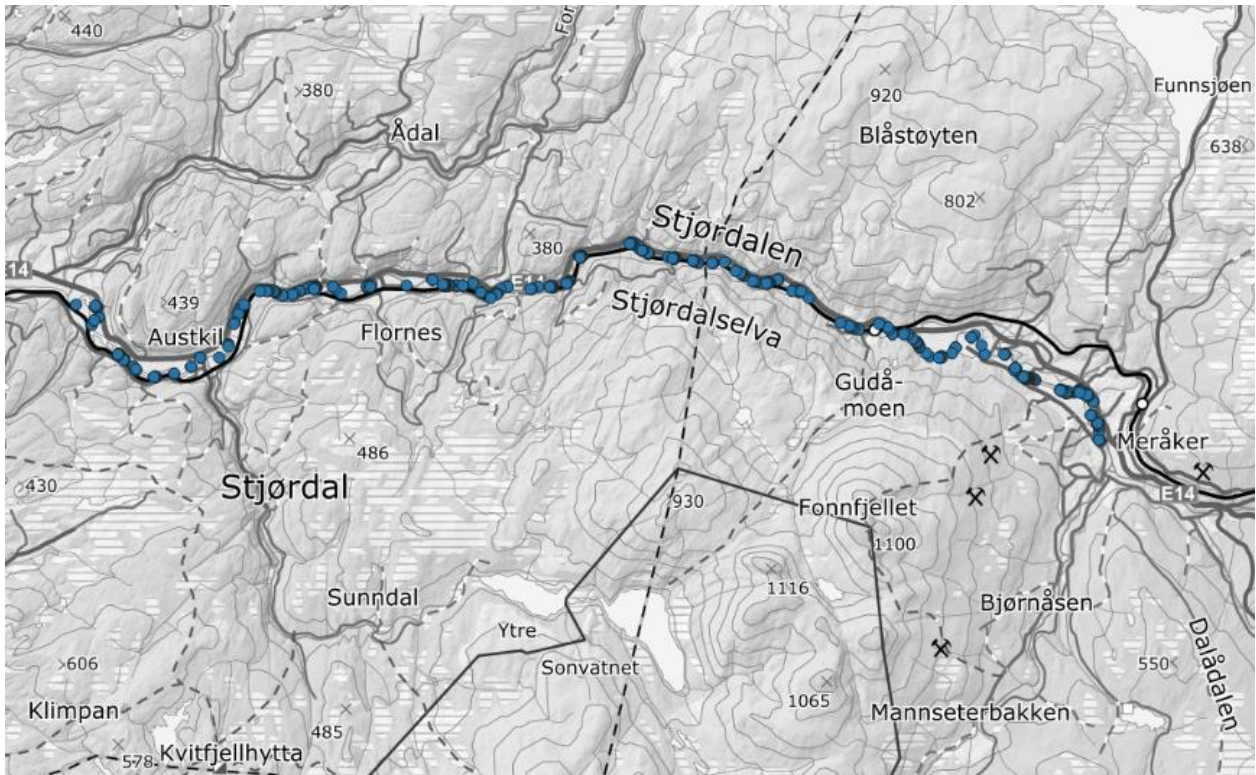 440
380
Ådal
920
Blåstøyten
Funnsjøen
638
802
14
380
Stjørdalen
E14
439
Austkil
Flornes
Stjørdalselva
Gudå-
moen
Meråker
E14
486
430
Stjørdal
930
Fonnfjellet
1100
1116
Sunndal
Ytre
Sonvatnet
Bjørnåsen
606
550
Dalådalen
1065
Klimpan
485
Mannseterbakken
578
Kvitfjellhytta